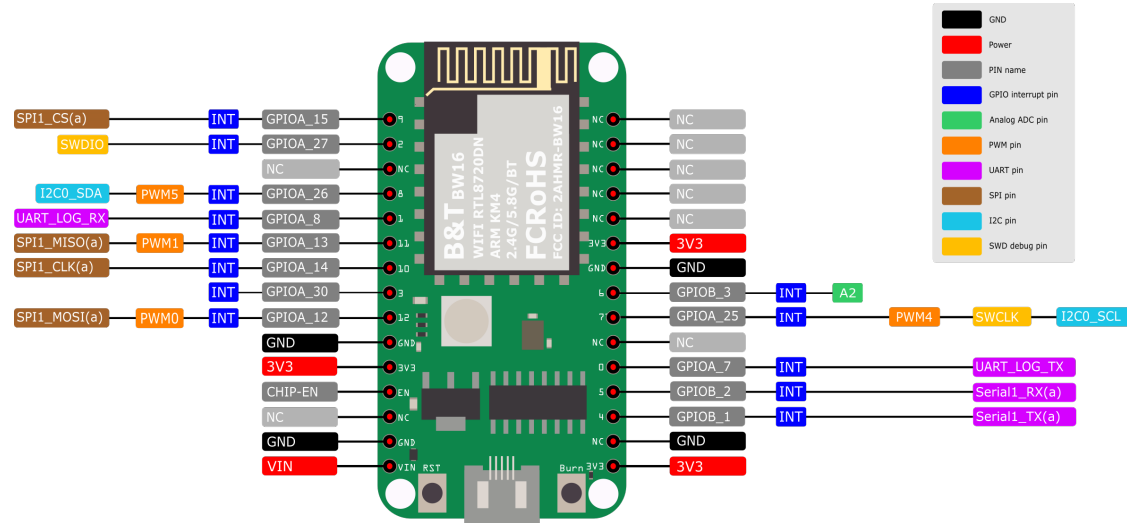 GND
Power
PIN name
GPIO interrupt pin
Analog ADC pin
PWM pin
UART pin
SPI pin
I2C pin
SWD debug pin
SPI1_CS(a) INT GPIOA_15 9
SWDIO INT GPIOA_27 2
NC NC
I2C0_SDA PWM5 INT GPIOA_26 8
UART_LOG_RX INT GPIOA_8 1
SPI1_MISO(a) PWM1 INT GPIOA_13 11
SPI1_CLK(a) INT GPIOA_14 10
INT GPIOA_30 3
SPI1_MOSI(a) PWM0 INT GPIOA_12 12
GND GND
3V3 3V3
CHIP-EN EN
NC NC
GND GND
VIN VIN
B&T BW16
WIFI RTL8720DN
ARM KM4
2.4G/5.8G/BT
FCRoHS
FCC ID: 2AHMR-BW16
RST
Burn
NC NC
NC NC
NC NC
NC NC
NC NC
3V3 3V3
GND GND
6 GPIOB_3 INT A2
7 GPIOA_25 INT PWM4 SWCLK I2C0_SCL
NC NC
0 GPIOA_7 INT UART_LOG_TX
5 GPIOB_2 INT Serial1_RX(a)
4 GPIOB_1 INT Serial1_TX(a)
NC GND
3V3 3V3